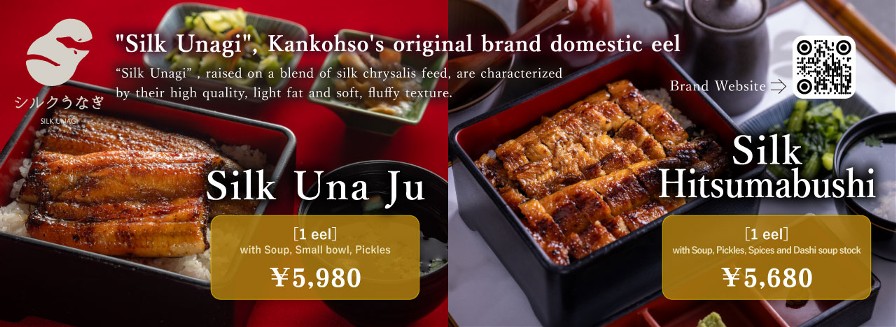 "Silk Unagi", Kankohso's original brand domestic eel
“Silk Unagi” , raised on a blend of silk chrysalis feed, are characterized
by their high quality, light fat and soft, fluffy texture.
Brand Website
シルクうなぎ
SILK UNAGI
Silk Una Ju
[1 eel]
with Soup, Small bowl, Pickles
¥5,980
Silk
Hitsumabushi
[1 eel]
with Soup, Pickles, Spices and Dashi soup stock
¥5,680